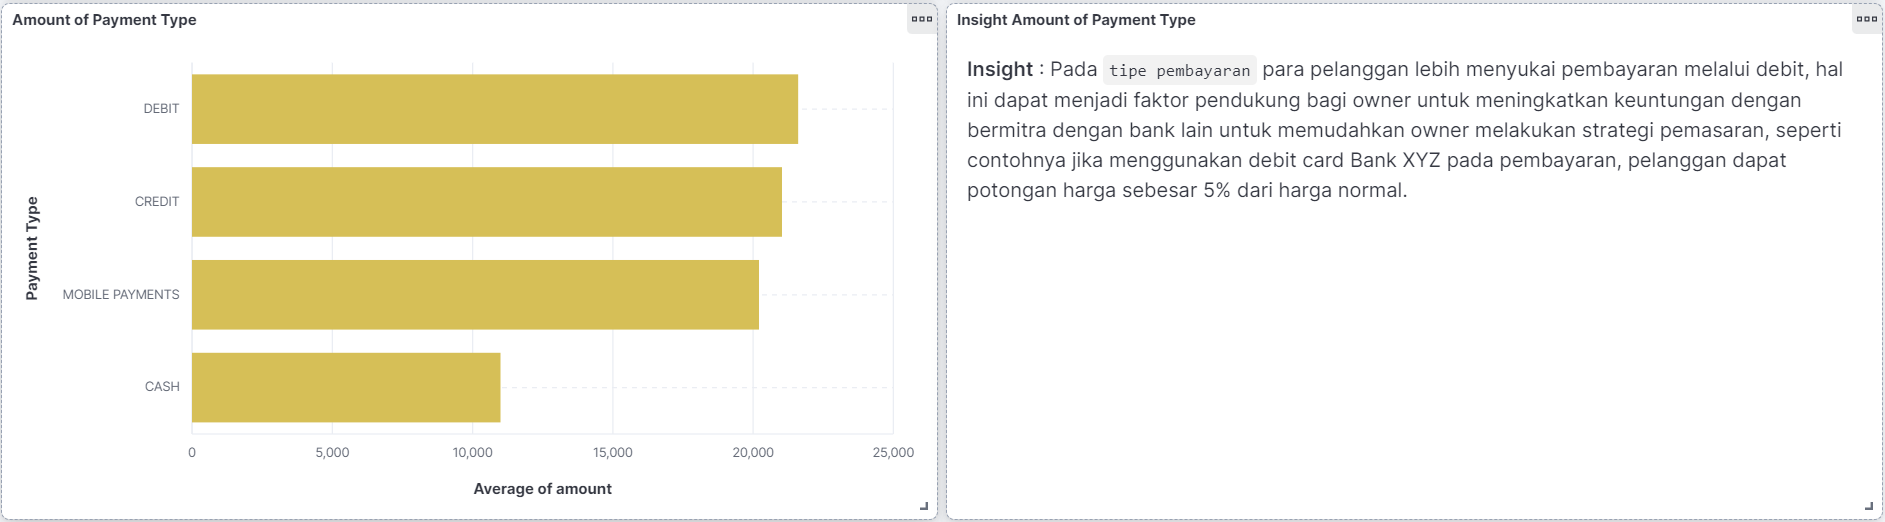 Amount of Payment Type
DEBIT
CREDIT
MOBILE PAYMENTS
CASH
Payment Type
0
5,000
10,000
15,000
20,000
25,000
Average of amount
Insight Amount of Payment Type
Insight : Pada tipe pembayaran para pelanggan lebih menyukai pembayaran melalui debit, hal
ini dapat menjadi faktor pendukung bagi owner untuk meningkatkan keuntungan dengan
bermitra dengan bank lain untuk memudahkan owner melakukan strategi pemasaran, seperti
contohnya jika menggunakan debit card Bank XYZ pada pembayaran, pelanggan dapat
potongan harga sebesar 5% dari harga normal.